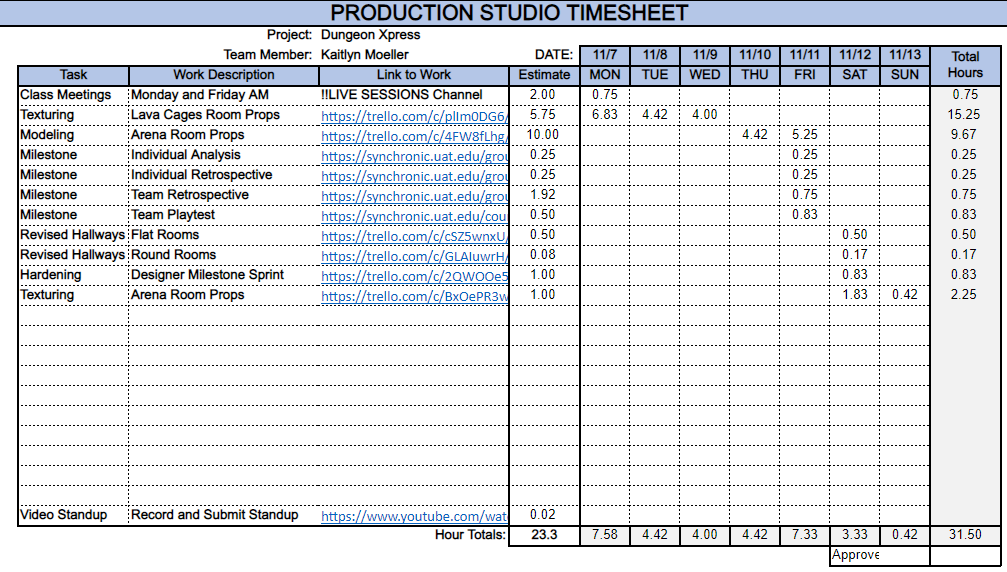 PRODUCTION STUDIO TIMESHEET
Project: Dungeon Xpress
Team Member: Kaitlyn Moeller DATE: 11/7 11/8 11/9 11/10 11/11 11/12 11/13 Total Hours
Task Work Description Link to Work Estimate MON TUE WED THU FRI SAT SUN
Class Meetings Monday and Friday AM !!LIVE SESSIONS Channel 2.00 0.75 0.75
Texturing Lava Cages Room Props https://trello.com/c/plIm0DG6/ 5.75 6.83 4.42 4.00 15.25
Modeling Arena Room Props https://trello.com/c/4FW8fLhg/ 10.00 4.42 5.25 9.67
Milestone Individual Analysis https://synchronic.uat.edu/grou 0.25 0.25 0.25
Milestone Individual Retrospective https://synchronic.uat.edu/grou 0.25 0.25 0.25
Milestone Team Retrospective https://synchronic.uat.edu/grou 1.92 0.75 0.75
Milestone Team Playtest https://synchronic.uat.edu/cou 0.50 0.83 0.83
Revised Hallways Flat Rooms https://trello.com/c/cSZ5wnxU/ 0.50 0.50 0.50
Revised Hallways Round Rooms https://trello.com/c/GLAIuwrH/ 0.08 0.17 0.17
Hardening Designer Milestone Sprint https://trello.com/c/2QWOOe5 1.00 0.83 0.83
Texturing Arena Room Props https://trello.com/c/BxOePR3w 1.00 1.83 0.42 2.25
Video Standup Record and Submit Standup https://www.youtube.com/wat 0.02
Hour Totals: 23.3 7.58 4.42 4.00 4.42 7.33 3.33 0.42 31.50
Approve